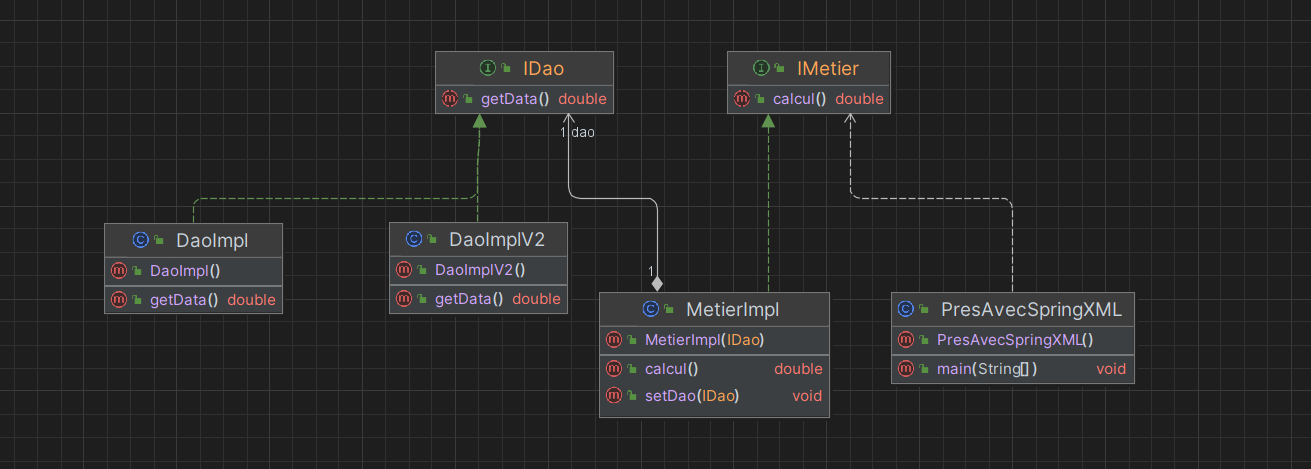 IDao
getData() double
IMetier
calcul() double
1 dao
DaoImpl
DaoImpl()
getData() double
DaoImplV2
DaoImplV2()
getData() double
1
MetierImpl
MetierImpl(IDao)
calcul() double
setDao(IDao) void
PresAvecSpringXML
PresAvecSpringXML()
main(String[]) void